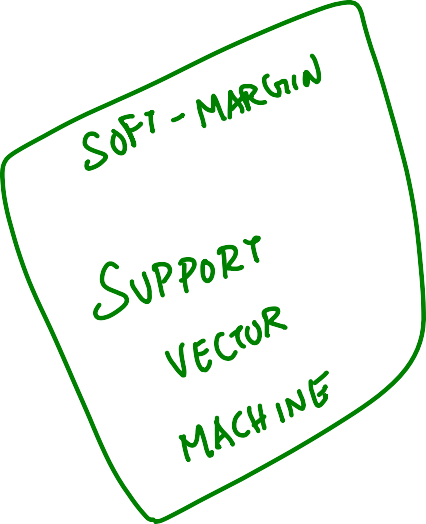 SOFT-MARGIN
SUPPORT
VECTOR
MACHINE